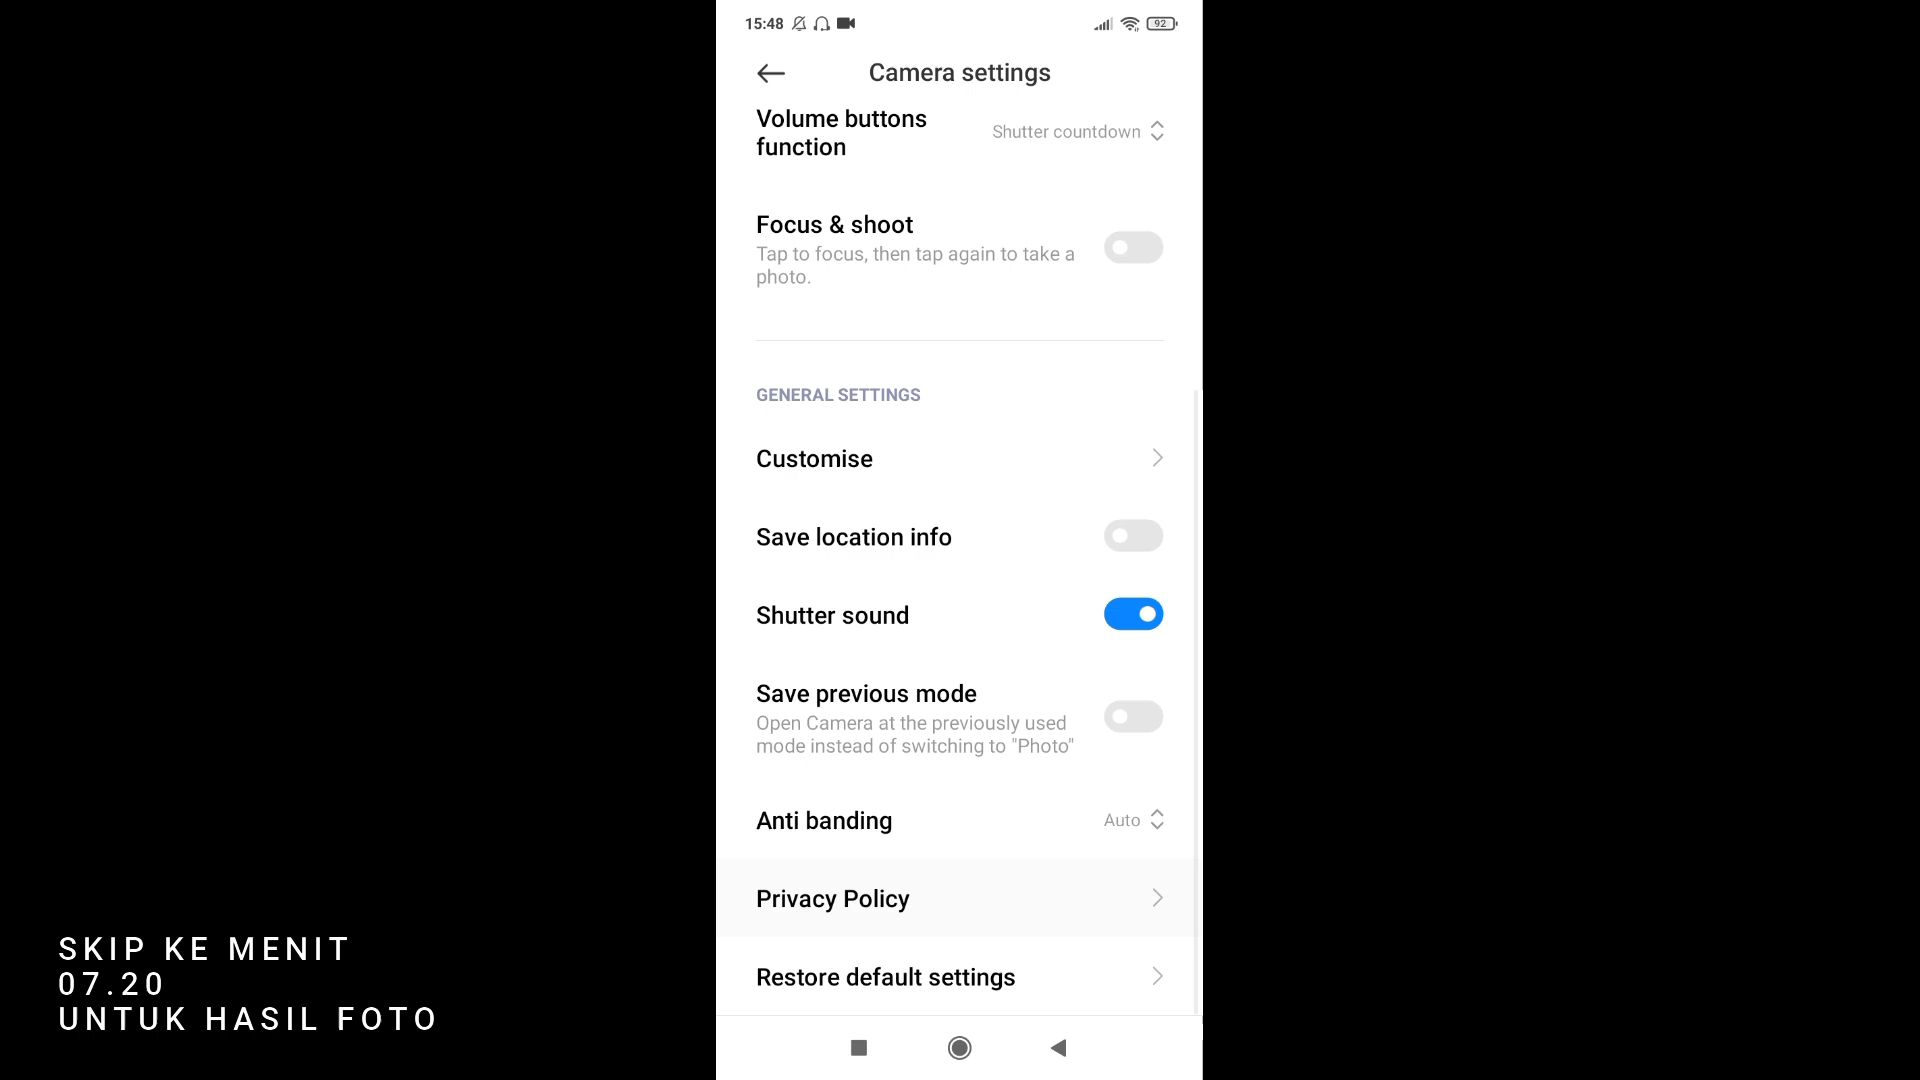 15:48
92
Camera settings
Volume buttons
function
Shutter countdown
Focus & shoot
Tap to focus, then tap again to take a
photo.
GENERAL SETTINGS
Customise
Save location info
Shutter sound
Save previous mode
Open Camera at the previously used
mode instead of switching to "Photo"
Anti banding
Auto
Privacy Policy
Restore default settings
SKIP KE MENIT
07.20
UNTUK HASIL FOTO